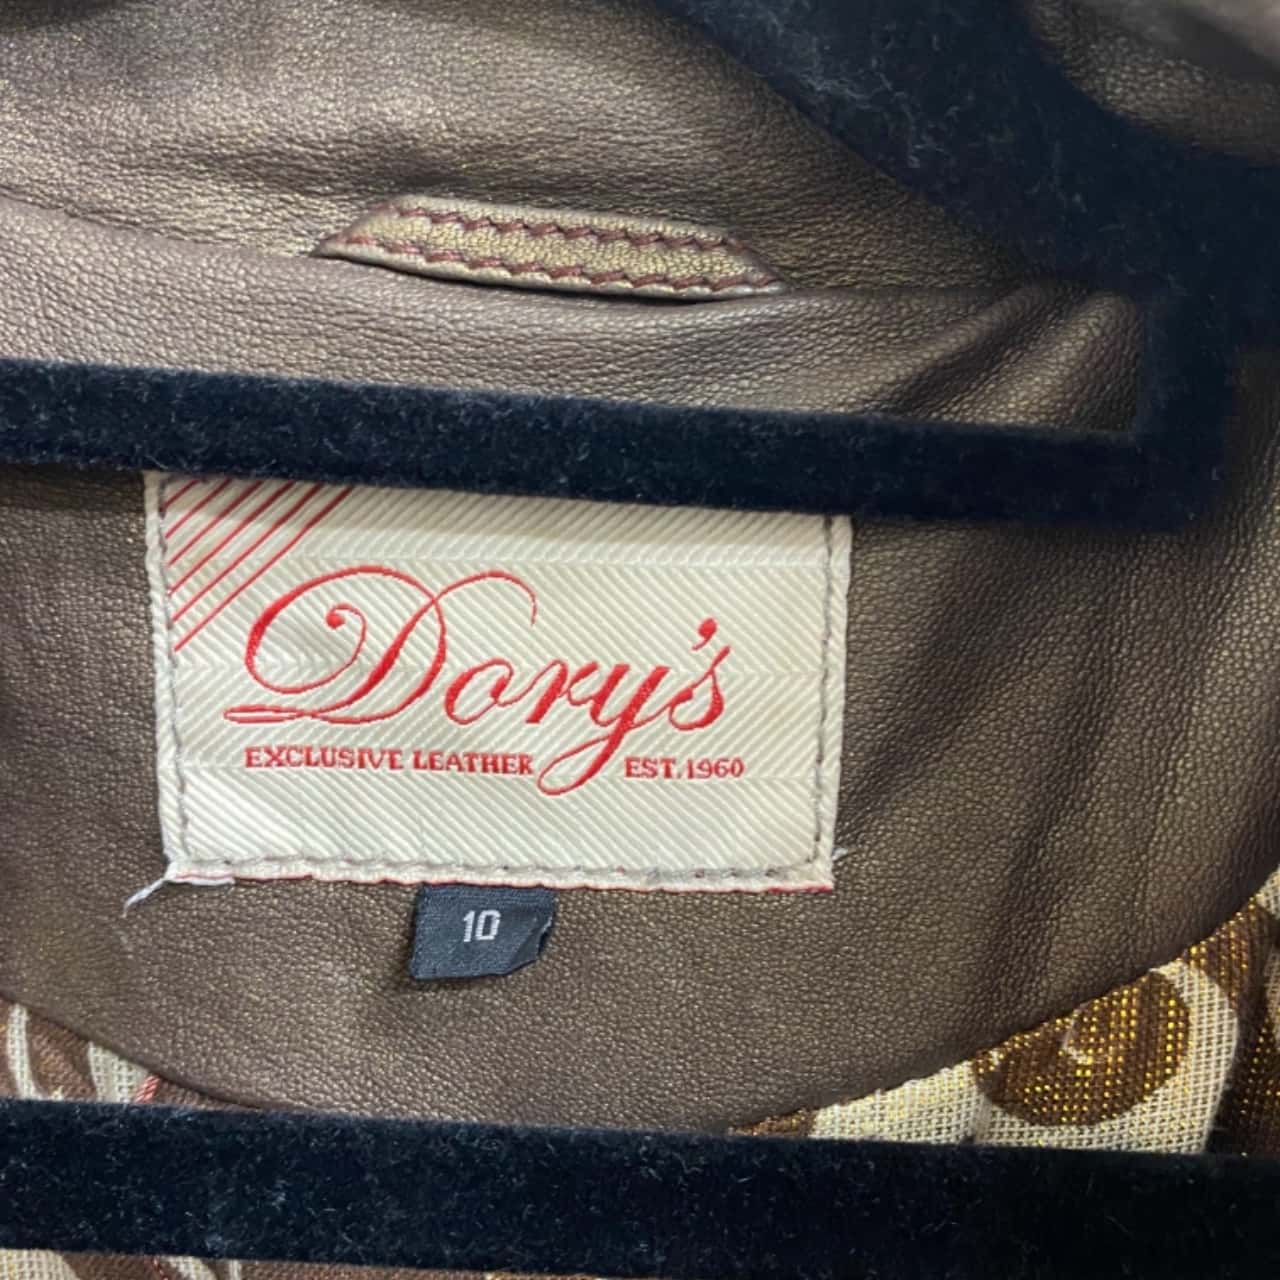 Dory's
EXCLUSIVE LEATHER EST. 1960
10